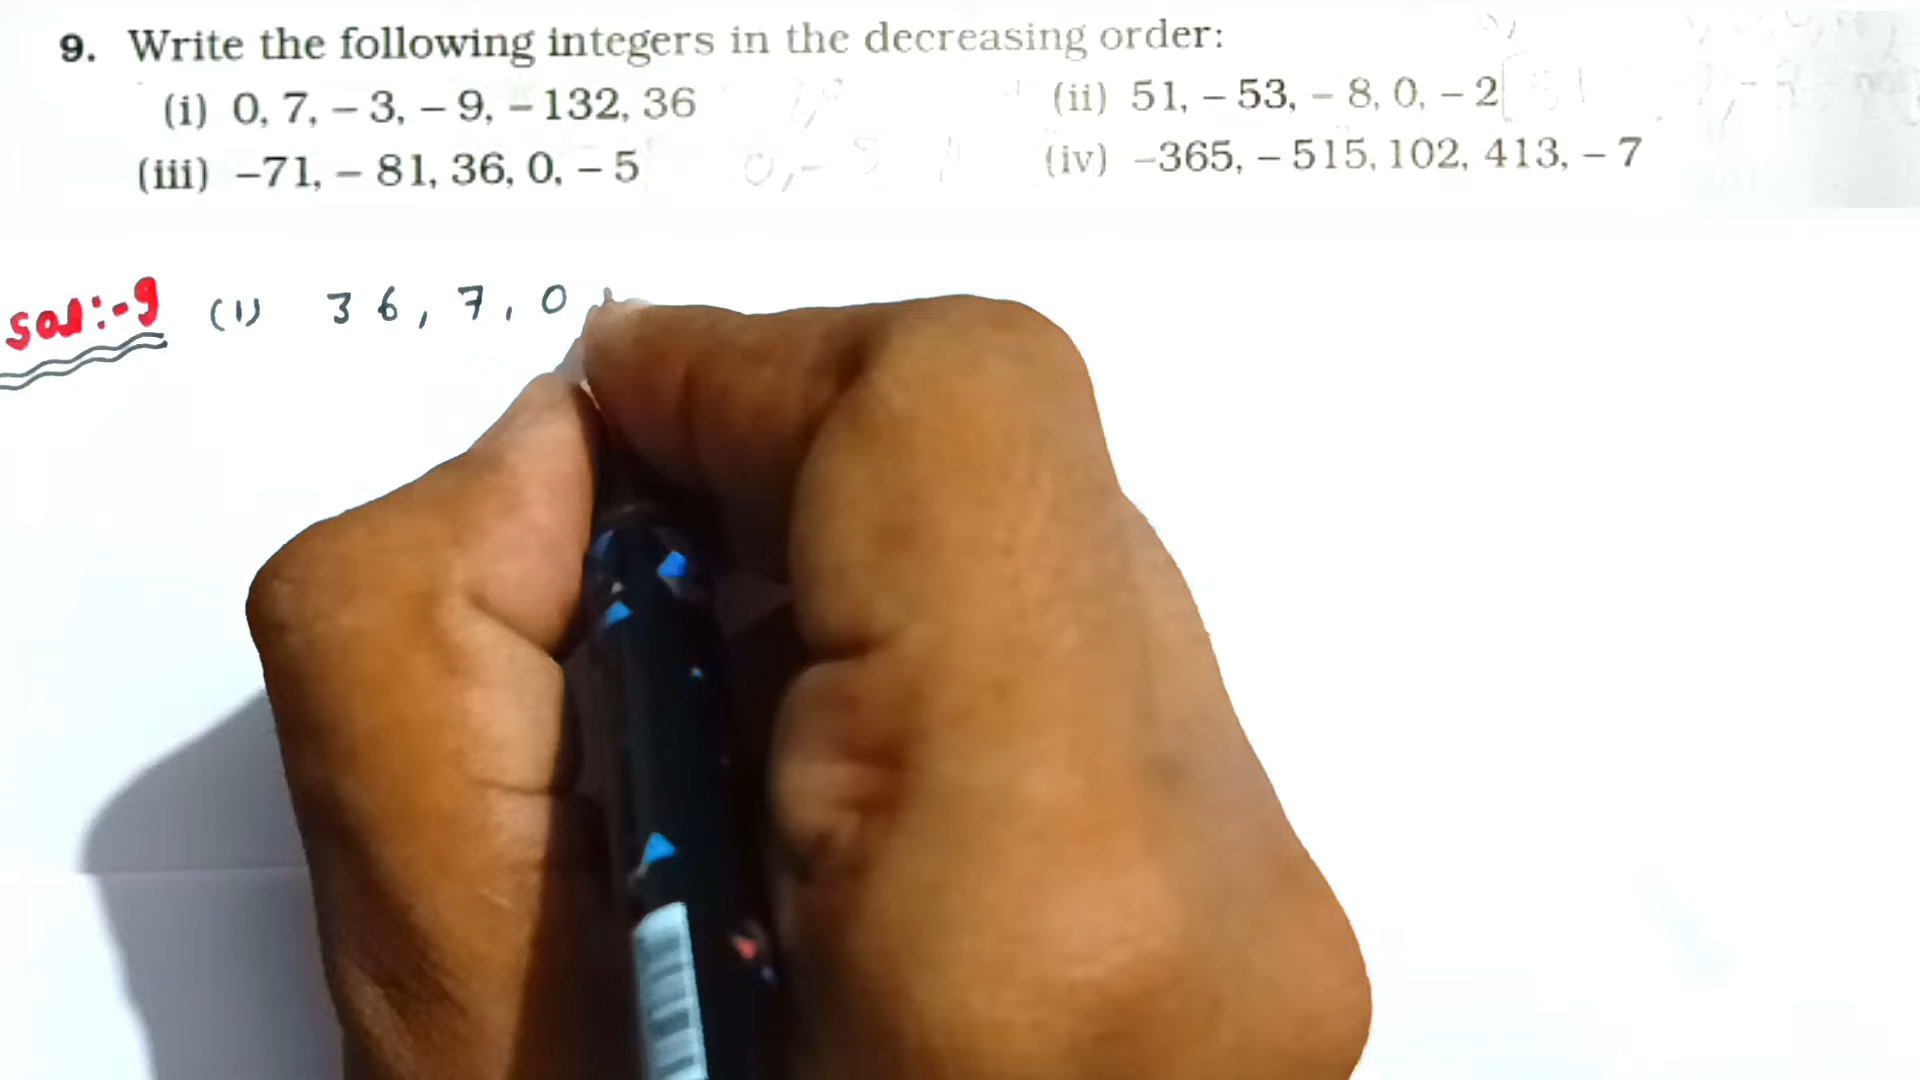 9. Write the following integers in the decreasing order:
(i) 0, 7, – 3, – 9, – 132, 36 (ii) 51, – 53, – 8, 0, – 2
(iii) –71, – 81, 36, 0, – 5 (iv) –365, – 515, 102, 413, – 7
Sol:-9 (1) 36, 7, 0